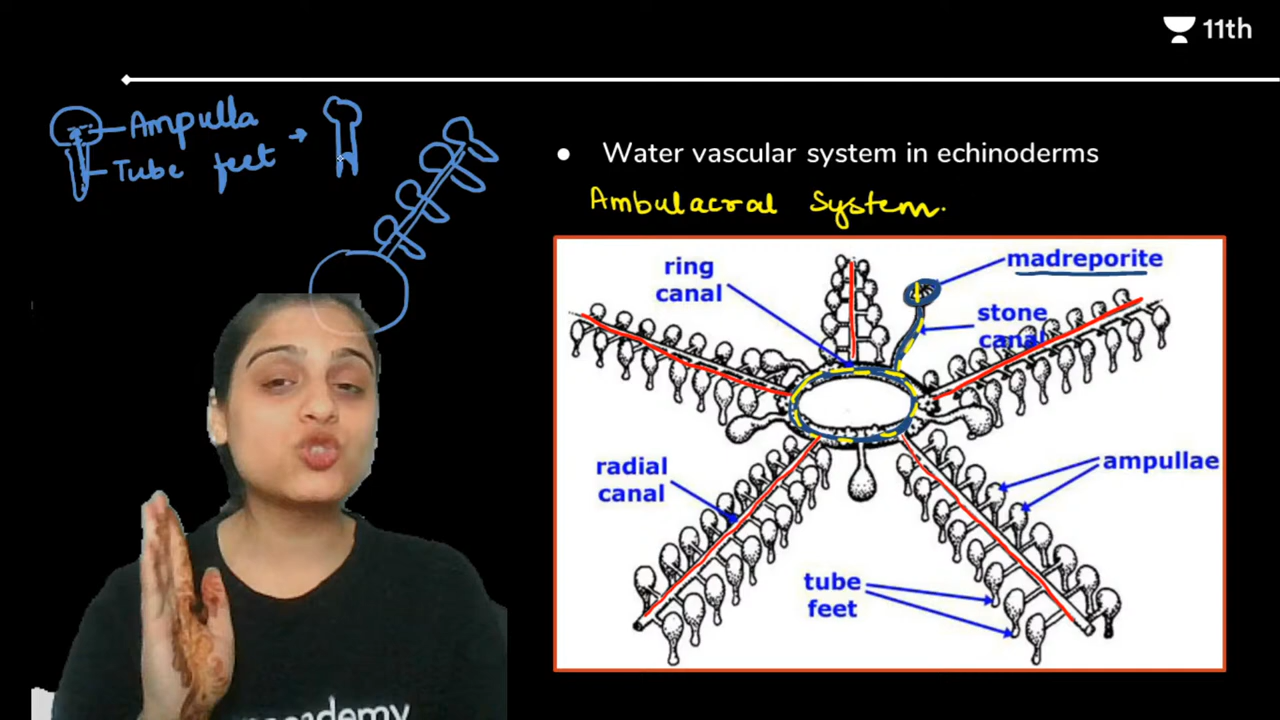 11th
Ampulla
Tube feet
● Water vascular system in echinoderms
Ambulacral System.
ring
canal
madreporite
stone
canal
radial
canal
ampullae
tube
feet
academy